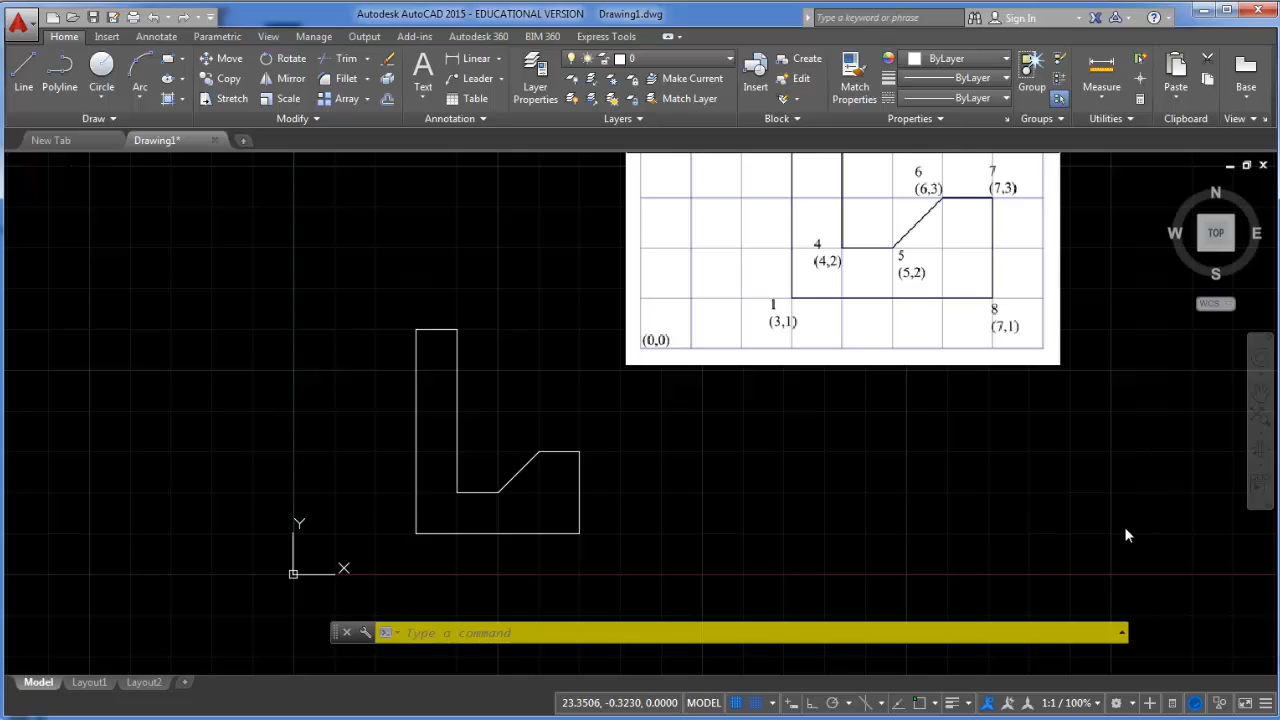 Autodesk AutoCAD 2015 - EDUCATIONAL VERSION Drawing1.dwg
Type a keyword or phrase
Sign In
Home Insert Annotate Parametric View Manage Output Add-ins Autodesk 360 BIM 360 Express Tools
Line Polyline Circle Arc
Move Rotate Trim
Copy Mirror Fillet
Stretch Scale Array
Text Linear
Leader
Table
Layer Properties
0
Make Current
Match Layer
Insert Create
Edit
Match Properties
ByLayer
ByLayer
ByLayer
Group
Measure
Paste
Base
Draw Modify Annotation Layers Block Properties Groups Utilities Clipboard View
New Tab Drawing1*
6
(6,3)
7
(7,3)
4
(4,2)
5
(5,2)
1
(3,1)
8
(7,1)
(0,0)
N
W TOP E
S
WCS
Y
X
Type a command
Model Layout1 Layout2
23.3506, -0.3230, 0.0000 MODEL 1:1 / 100%